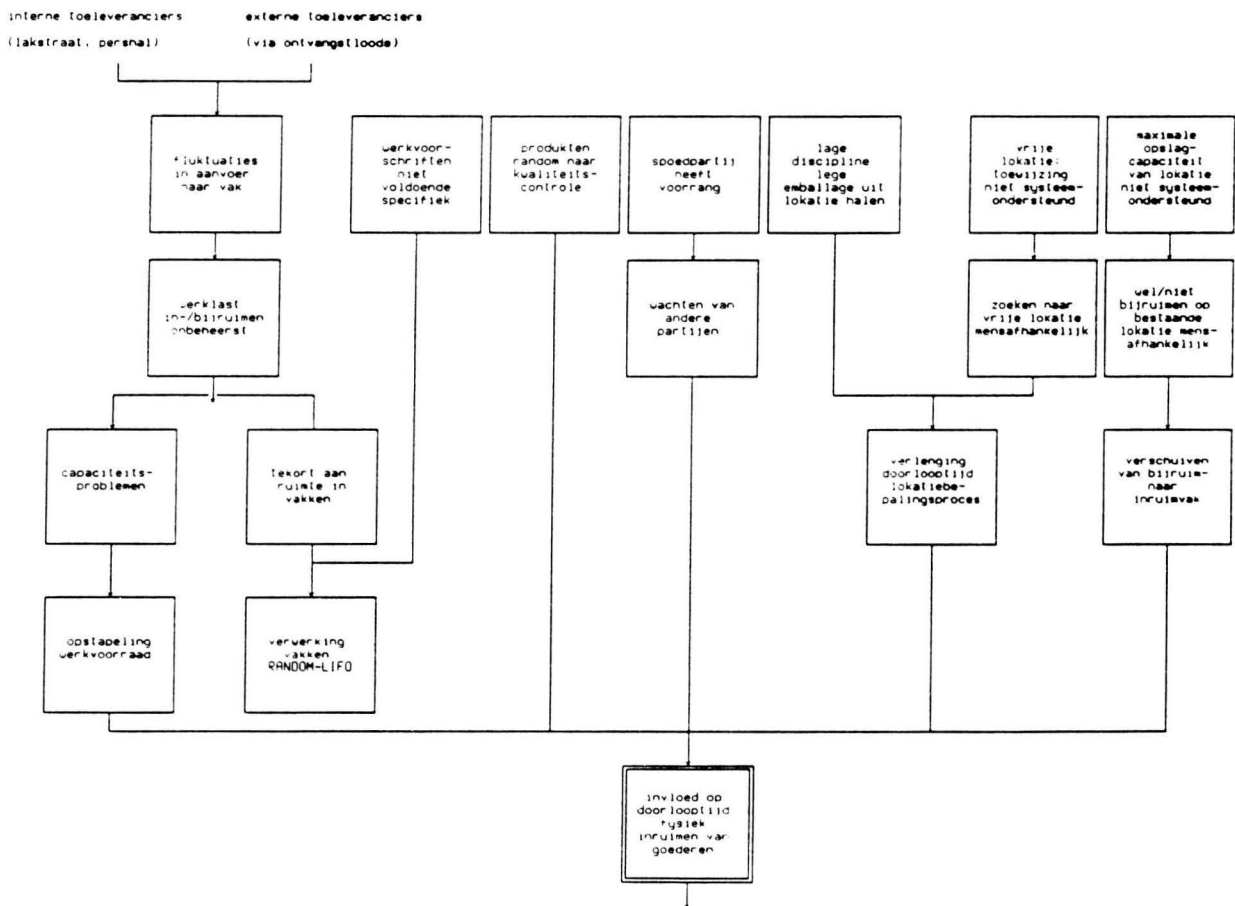 interne toeleveranciers
(lakstraat, pershal)
externe toeleveranciers
(via ontvangstloods)
fluktuaties
in aanvoer
naar vak
werkvoor-
schriften
niet
voldoende
specifiek
produkten
random naar
kwaliteits-
controle
spoedpartij
heeft
voorrang
lage
discipline
lege
emballage uit
lokatie halen
vrije
lokatie:
toewijzing
niet systeem-
ondersteund
maximale
opslag-
capaciteit
van lokatie
niet systeem-
ondersteund
werklast
in-/bijruimen
onbeheerst
wachten van
andere
partijen
zoeken naar
vrije lokatie
mensafhankelijk
wel/niet
bijruimen op
bestaande
lokatie mens-
afhankelijk
capaciteits-
problemen
tekort aan
ruimte in
vakken
verlenging
doorlooptijd
lokatiebe-
palingsproces
verschuiven
van bijruim-
naar
inruimvak
opstapeling
werkvoorraad
verwerking
vakken
RANDOM-LIFO
invloed op
doorlooptijd
fysiek
inruimen van
goederen